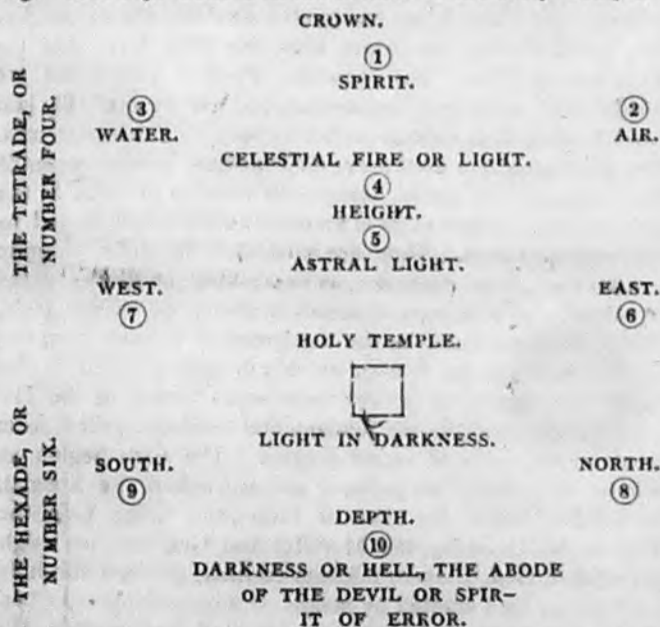 CROWN.
①
SPIRIT.
③ ②
WATER. AIR.
CELESTIAL FIRE OR LIGHT.
④
HEIGHT.
⑤
ASTRAL LIGHT.
WEST. EAST.
⑦ ⑥
HOLY TEMPLE.
LIGHT IN DARKNESS.
SOUTH. NORTH.
⑨ ⑧
DEPTH.
⑩
DARKNESS OR HELL, THE ABODE
OF THE DEVIL OR SPIR–
IT OF ERROR.
THE TETRADE, OR
NUMBER FOUR.
THE HEXADE, OR
NUMBER SIX.